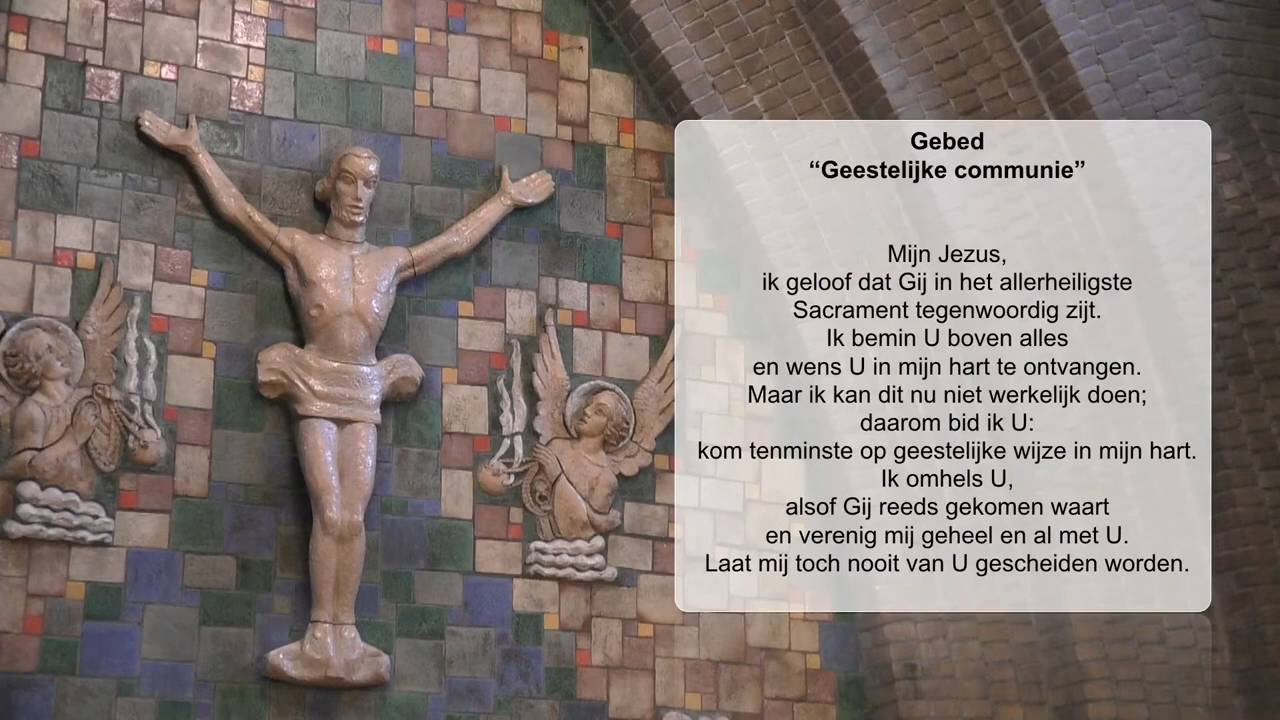 Gebed
“Geestelijke communie”
Mijn Jezus,
ik geloof dat Gij in het allerheiligste
Sacrament tegenwoordig zijt.
Ik bemin U boven alles
en wens U in mijn hart te ontvangen.
Maar ik kan dit nu niet werkelijk doen;
daarom bid ik U:
kom tenminste op geestelijke wijze in mijn hart.
Ik omhels U,
alsof Gij reeds gekomen waart
en verenig mij geheel en al met U.
Laat mij toch nooit van U gescheiden worden.